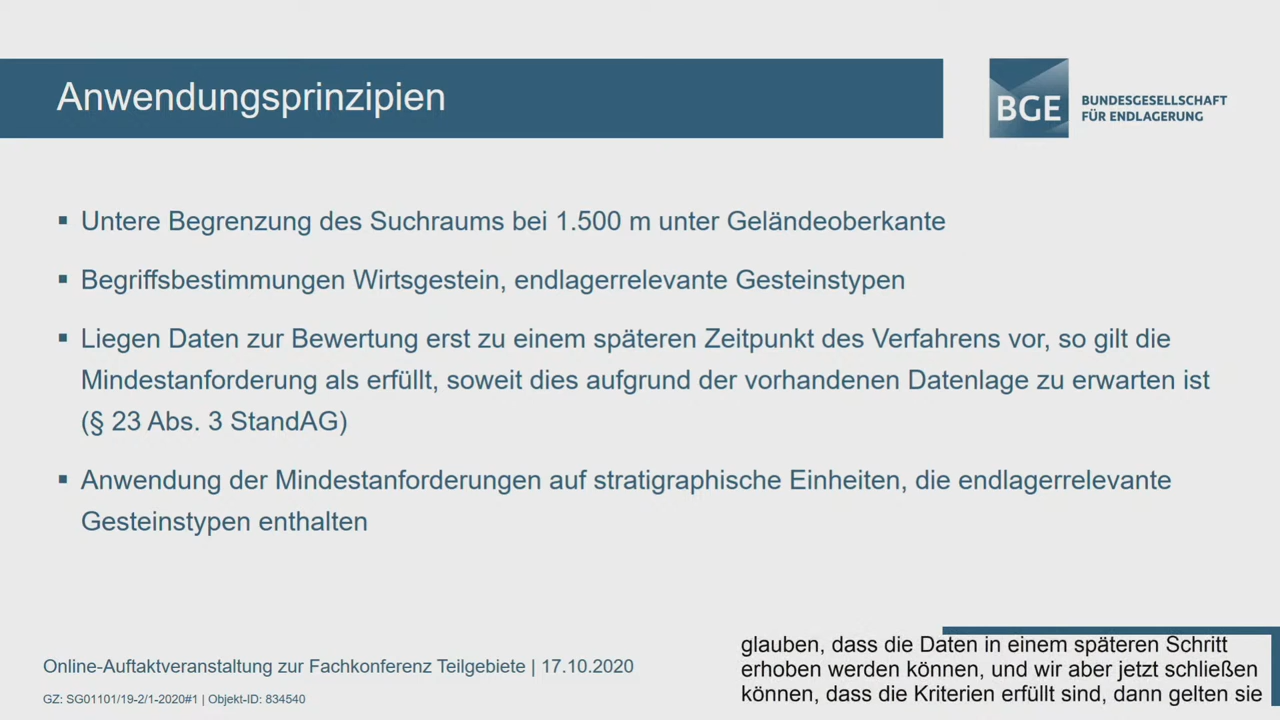 Anwendungsprinzipien
BGE
BUNDESGESELLSCHAFT
FÜR ENDLAGERUNG
▪ Untere Begrenzung des Suchraums bei 1.500 m unter Geländeoberkante
▪ Begriffsbestimmungen Wirtsgestein, endlagerrelevante Gesteinstypen
▪ Liegen Daten zur Bewertung erst zu einem späteren Zeitpunkt des Verfahrens vor, so gilt die
Mindestanforderung als erfüllt, soweit dies aufgrund der vorhandenen Datenlage zu erwarten ist
(§ 23 Abs. 3 StandAG)
▪ Anwendung der Mindestanforderungen auf stratigraphische Einheiten, die endlagerrelevante
Gesteinstypen enthalten
Online-Auftaktveranstaltung zur Fachkonferenz Teilgebiete | 17.10.2020
GZ: SG01101/19-2/1-2020#1 | Objekt-ID: 834540
glauben, dass die Daten in einem späteren Schritt
erhoben werden können, und wir aber jetzt schließen
können, dass die Kriterien erfüllt sind, dann gelten sie